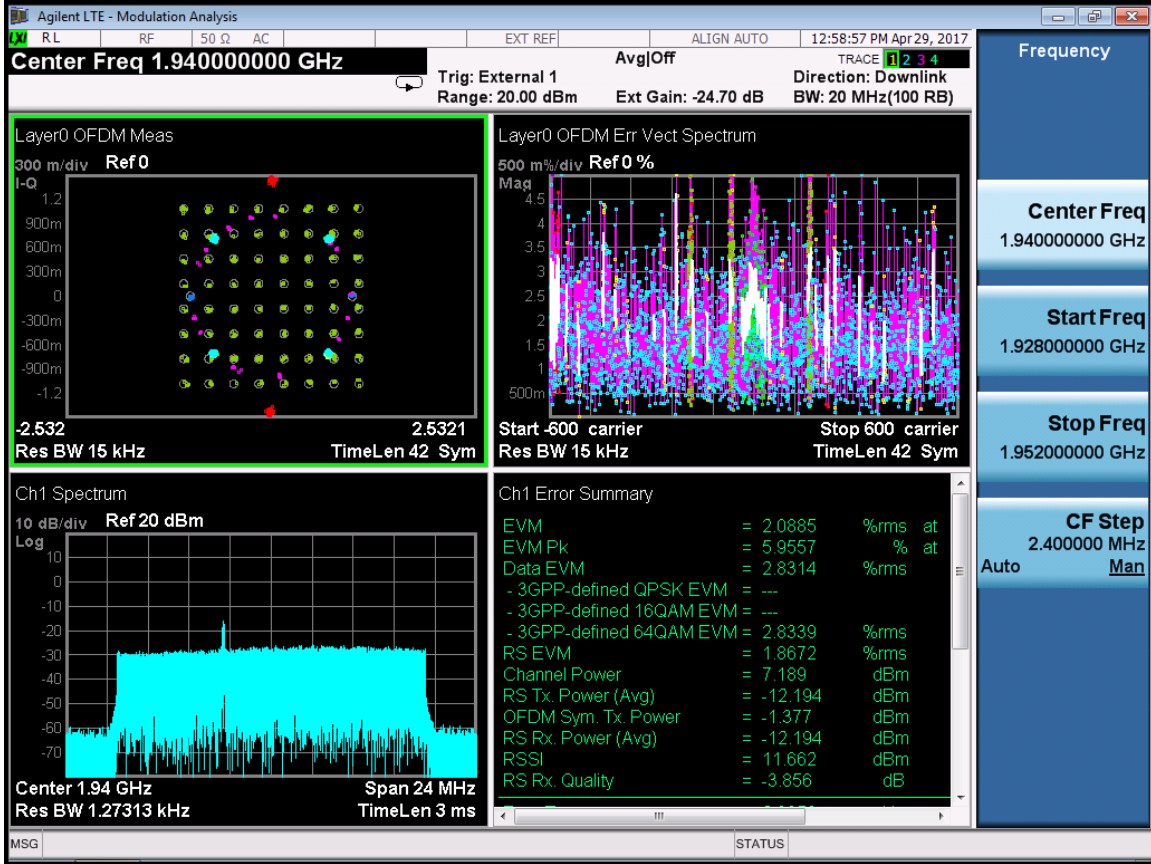 Agilent LTE - Modulation Analysis
LXI RL RF 50 Ω AC EXT REF ALIGN AUTO 12:58:57 PM Apr 29, 2017
Center Freq 1.940000000 GHz
Avg|Off
TRACE 1 2 3 4
Trig: External 1
Direction: Downlink
Range: 20.00 dBm Ext Gain: -24.70 dB BW: 20 MHz(100 RB)
Layer0 OFDM Meas
300 m/div Ref 0
I-Q
1.2
900m
600m
300m
0
-300m
-600m
-900m
-1.2
-2.532 2.5321
Res BW 15 kHz TimeLen 42 Sym
Layer0 OFDM Err Vect Spectrum
500 m%/div Ref 0 %
Mag
4.5
4
3.5
3
2.5
2
1.5
1
500m
Start -600 carrier Stop 600 carrier
Res BW 15 kHz TimeLen 42 Sym
Ch1 Spectrum
10 dB/div Ref 20 dBm
Log
10
0
-10
-20
-30
-40
-50
-60
-70
Center 1.94 GHz Span 24 MHz
Res BW 1.27313 kHz TimeLen 3 ms
Ch1 Error Summary
EVM = 2.0885 %rms at
EVM Pk = 5.9557 % at
Data EVM = 2.8314 %rms
- 3GPP-defined QPSK EVM = ---
- 3GPP-defined 16QAM EVM = ---
- 3GPP-defined 64QAM EVM = 2.8339 %rms
RS EVM = 1.8672 %rms
Channel Power = 7.189 dBm
RS Tx. Power (Avg) = -12.194 dBm
OFDM Sym. Tx. Power = -1.377 dBm
RS Rx. Power (Avg) = -12.194 dBm
RSSI = 11.662 dBm
RS Rx. Quality = -3.856 dB
MSG STATUS
Frequency
Center Freq
1.940000000 GHz
Start Freq
1.928000000 GHz
Stop Freq
1.952000000 GHz
CF Step
2.400000 MHz
Auto Man